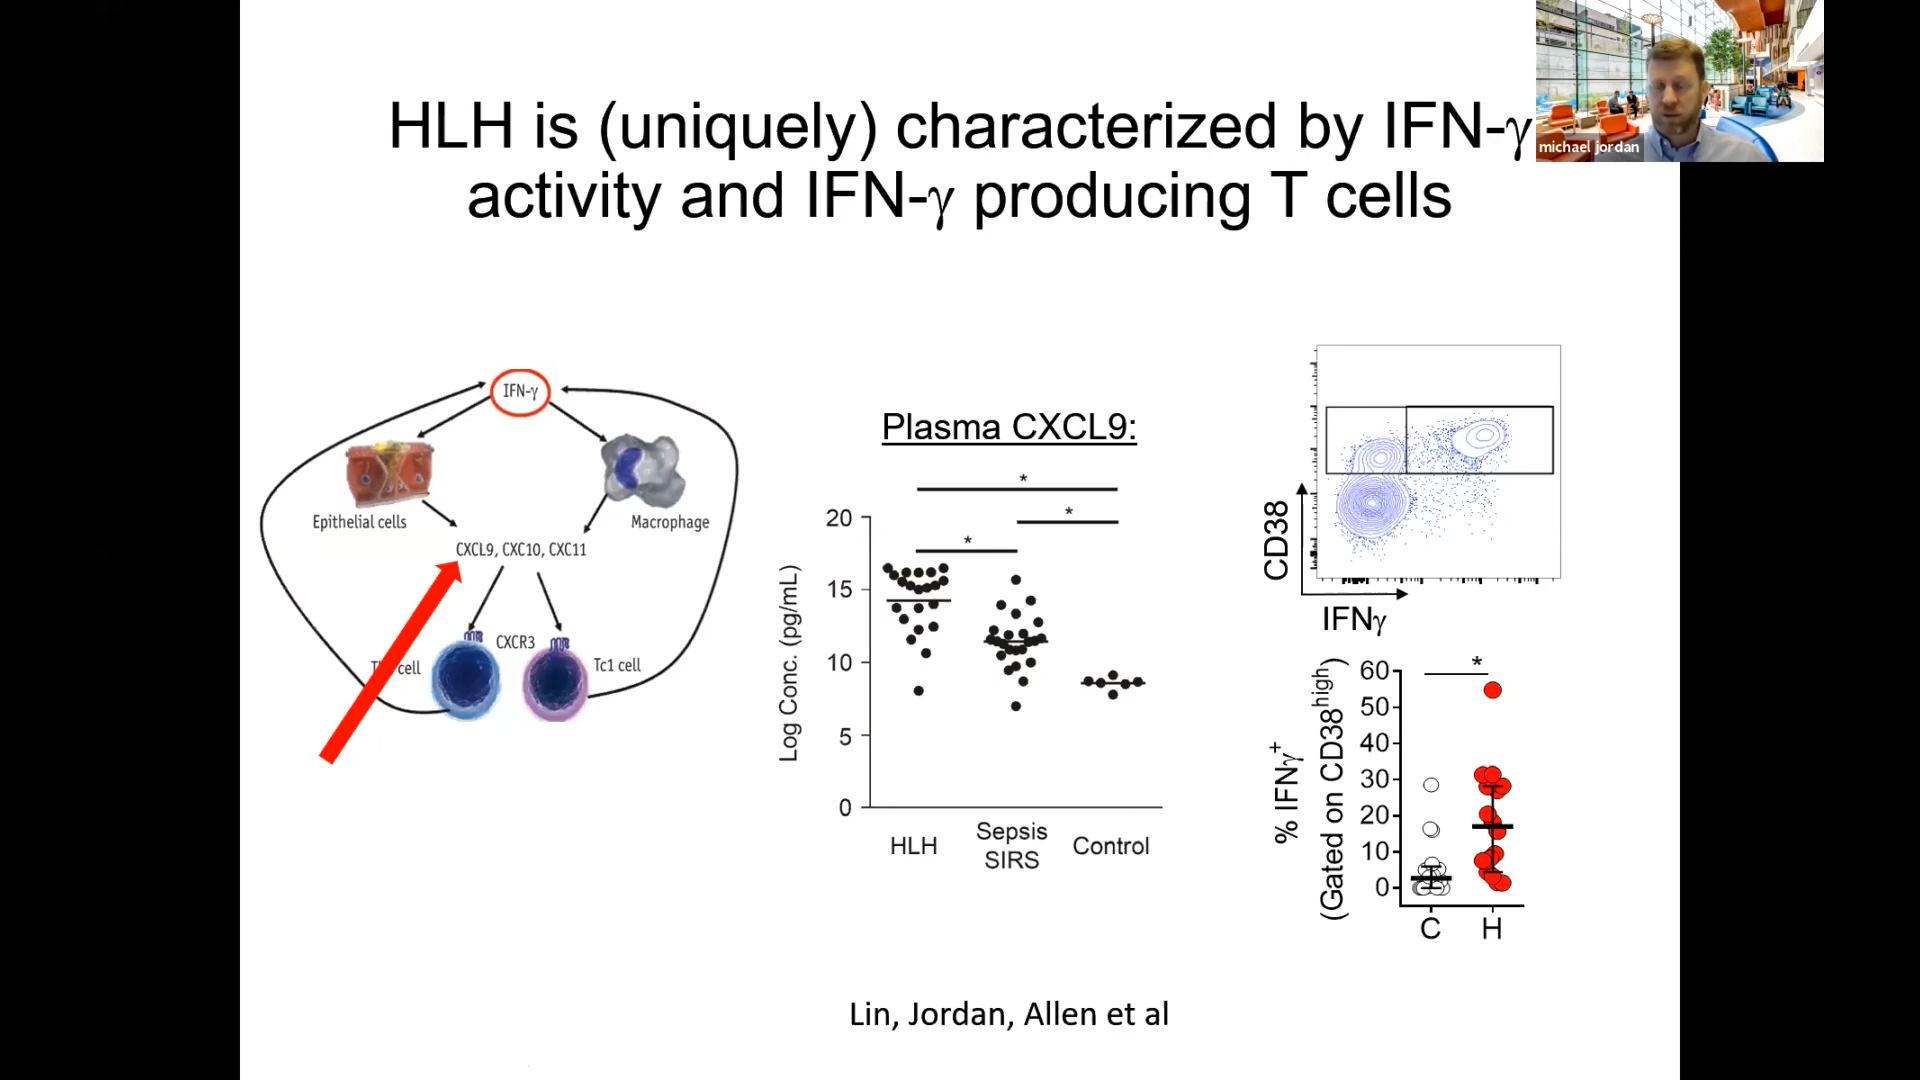 HLH is (uniquely) characterized by IFN-γ
activity and IFN-γ producing T cells
michael jordan
IFN-γ
Epithelial cells
Macrophage
CXCL9, CXC10, CXC11
CXCR3
cell
Tc1 cell
Plasma CXCL9:
*
*
*
Log Conc. (pg/mL)
20
15
10
5
0
HLH
Sepsis
SIRS
Control
CD38
IFNγ
% IFNγ+
(Gated on CD38high)
*
60
50
40
30
20
10
0
C
H
Lin, Jordan, Allen et al